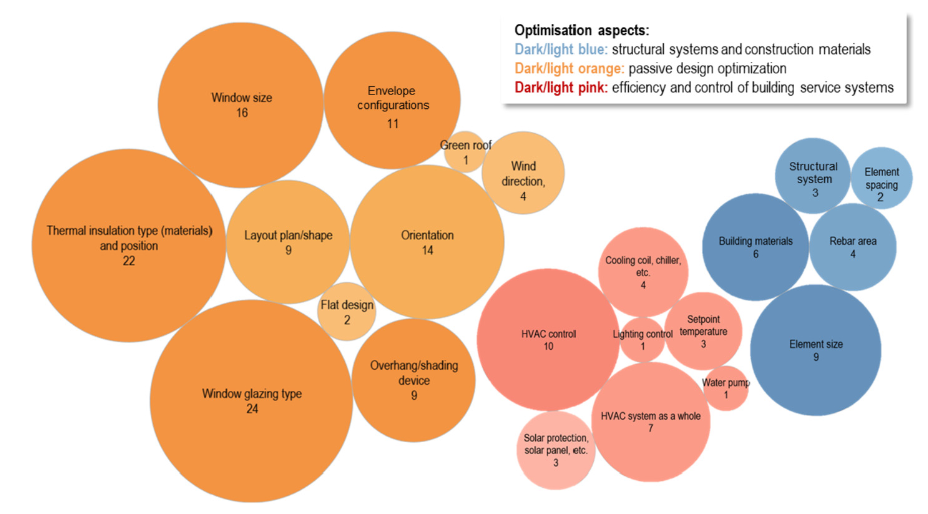 Optimisation aspects:
Dark/light blue: structural systems and construction materials
Dark/light orange: passive design optimization
Dark/light pink: efficiency and control of building service systems
Window size
16
Envelope
configurations
11
Green roof
1
Wind
direction,
4
Thermal insulation type (materials)
and position
22
Layout plan/shape
9
Orientation
14
Flat design
2
Window glazing type
24
Overhang/shading
device
9
Structural
system
3
Element
spacing
2
Building materials
6
Rebar area
4
Element size
9
Cooling coil, chiller,
etc.
4
HVAC control
10
Lighting control
1
Setpoint
temperature
3
Water pump
1
HVAC system as a whole
7
Solar protection,
solar panel, etc.
3